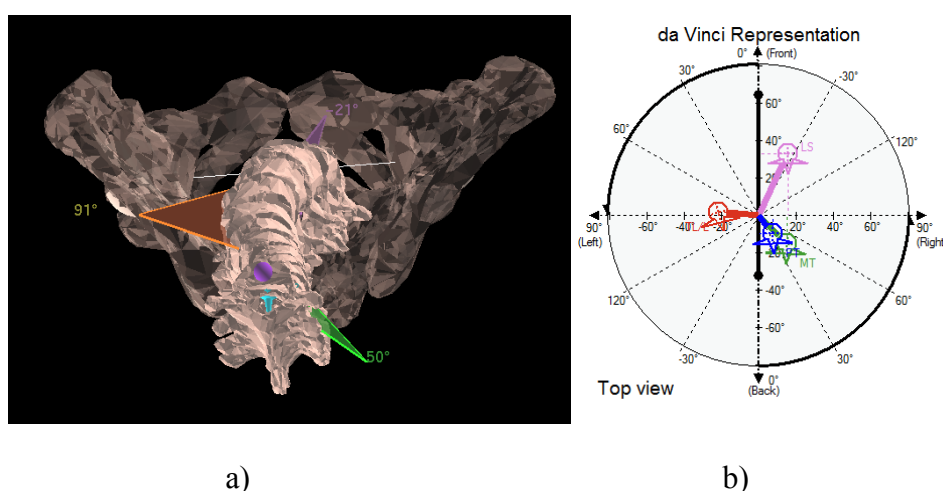 -21°
91°
50°
da Vinci Representation
0° (Front)
30° -30°
60°
60° 120°
40° LS
20°
90° -80° -60° -40° -20° 20° 40° 60° 80° 90°
(Left) (Right)
-20° MT
120° -40° 60°
-60°
-30° 30°
0°
Top view (Back)
a) b)